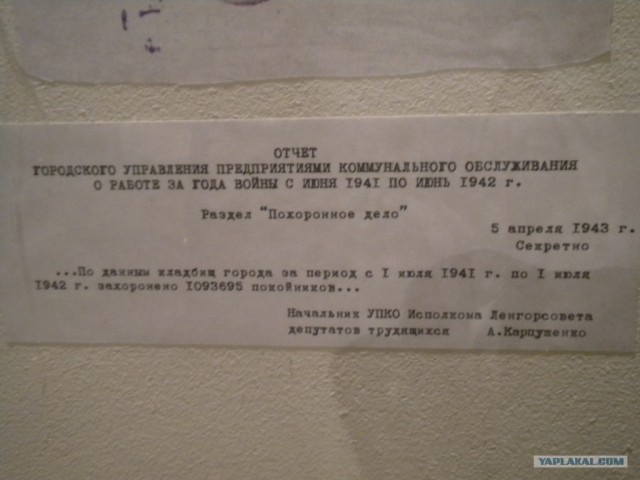 ОТЧЕТ
ГОРОДСКОГО УПРАВЛЕНИЯ ПРЕДПРИЯТИЯМИ КОММУНАЛЬНОГО ОБСЛУЖИВАНИЯ
О РАБОТЕ ЗА ГОДА ВОЙНЫ С ИЮНЯ 1941 ПО ИЮНЬ 1942 г.
Раздел "Похоронное дело"
5 апреля 1943 г.
Секретно
...По данным кладбищ города за период с I июля 1941 г. по I июля
1942 г. захоронено 1093695 покойников...
Начальник УПКО Исполкома Ленгорсовета
депутатов трудящихся А.Карпушенко
YAPLAKAL.COM